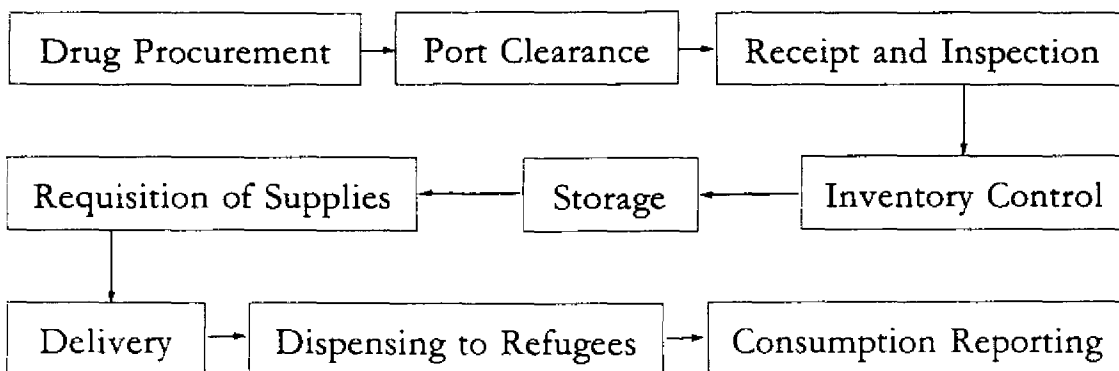 Drug Procurement
Port Clearance
Receipt and Inspection
Requisition of Supplies
Storage
Inventory Control
Delivery
Dispensing to Refugees
Consumption Reporting